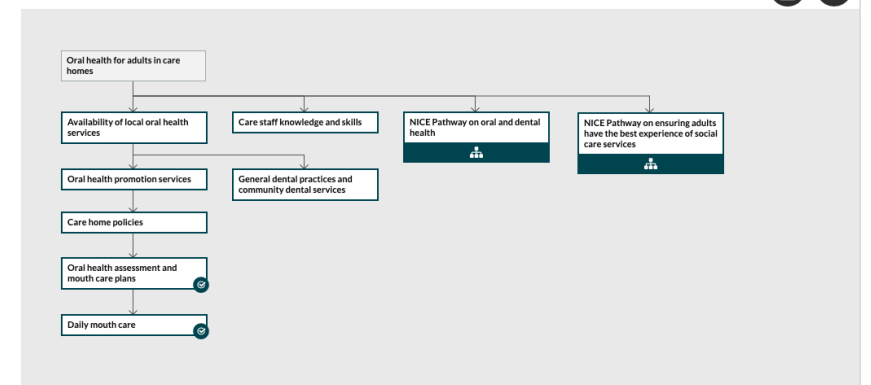 Oral health for adults in care
homes
Availability of local oral health
services
Care staff knowledge and skills
NICE Pathway on oral and dental
health
NICE Pathway on ensuring adults
have the best experience of social
care services
Oral health promotion services
General dental practices and
community dental services
Care home policies
Oral health assessment and
mouth care plans
Daily mouth care